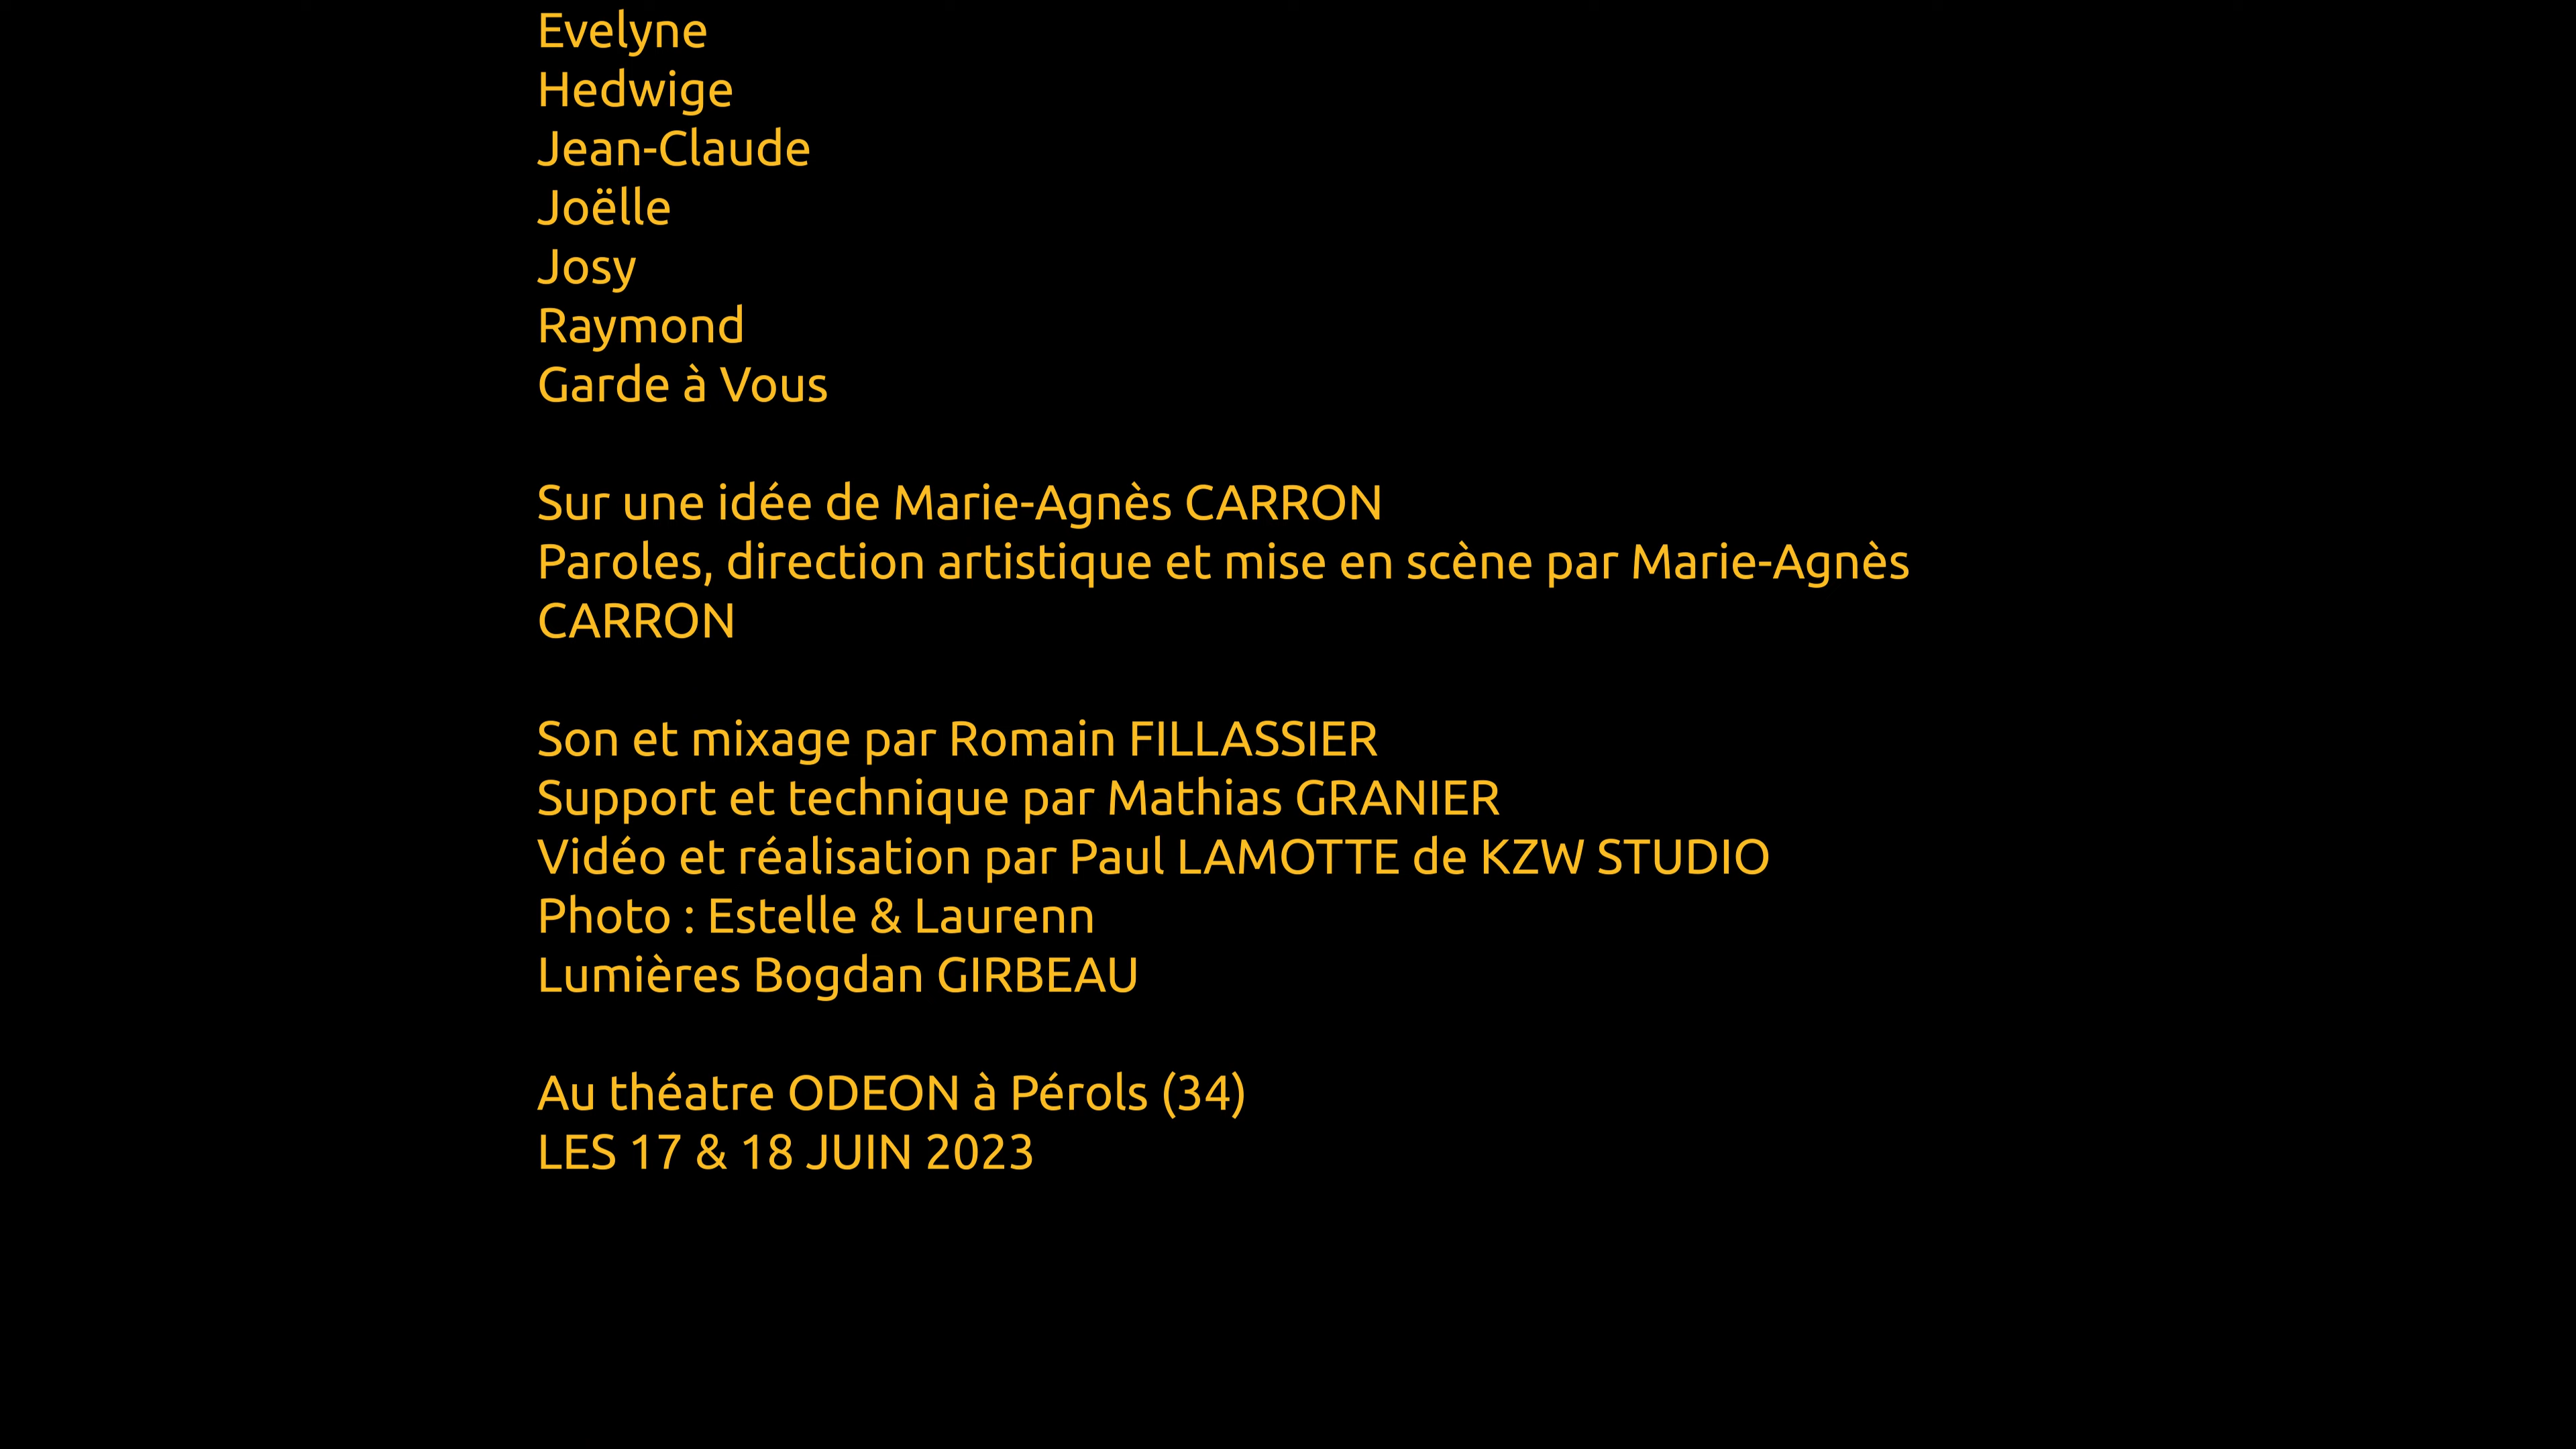 Evelyne
Hedwige
Jean-Claude
Joëlle
Josy
Raymond
Garde à Vous
Sur une idée de Marie-Agnès CARRON
Paroles, direction artistique et mise en scène par Marie-Agnès
CARRON
Son et mixage par Romain FILLASSIER
Support et technique par Mathias GRANIER
Vidéo et réalisation par Paul LAMOTTE de KZW STUDIO
Photo : Estelle & Laurenn
Lumières Bogdan GIRBEAU
Au théatre ODEON à Pérols (34)
LES 17 & 18 JUIN 2023